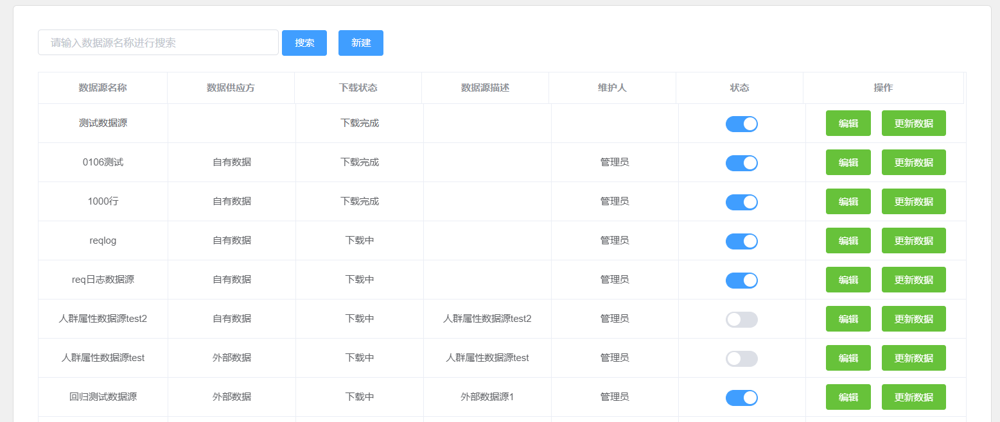 请输入数据源名称进行搜索 搜索 新建
数据源名称 数据供应方 下载状态 数据源描述 维护人 状态 操作
测试数据源 下载完成 编辑 更新数据
0106测试 自有数据 下载完成 管理员 编辑 更新数据
1000行 自有数据 下载完成 管理员 编辑 更新数据
reqlog 自有数据 下载中 管理员 编辑 更新数据
req日志数据源 自有数据 下载中 管理员 编辑 更新数据
人群属性数据源test2 自有数据 下载中 人群属性数据源test2 管理员 编辑 更新数据
人群属性数据源test 外部数据 下载中 人群属性数据源test 管理员 编辑 更新数据
回归测试数据源 外部数据 下载中 外部数据源1 管理员 编辑 更新数据